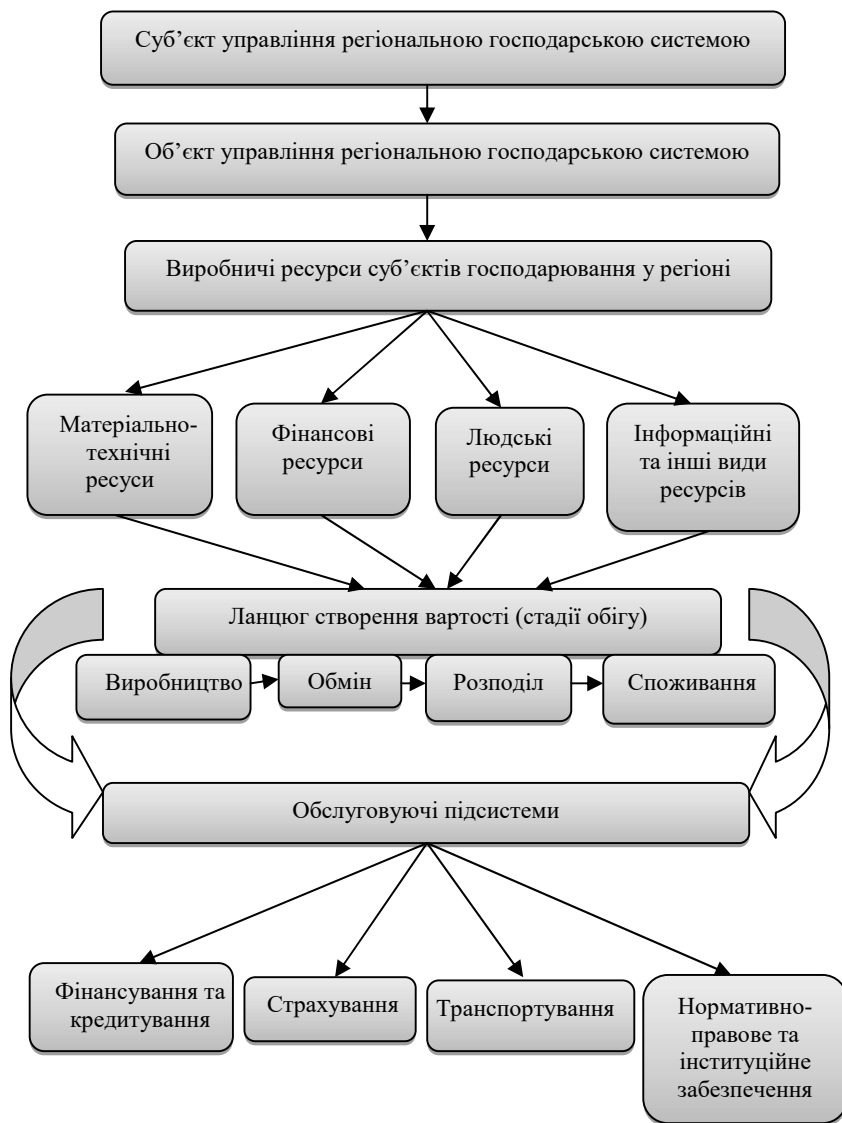 Суб’єкт управління регіональною господарською системою
Об’єкт управління регіональною господарською системою
Виробничі ресурси суб’єктів господарювання у регіоні
Матеріально-
технічні
ресуси
Фінансові
ресурси
Людські
ресурси
Інформаційні
та інші види
ресурсів
Ланцюг створення вартості (стадії обігу)
Виробництво
Обмін
Розподіл
Споживання
Обслуговуючі підсистеми
Фінансування та
кредитування
Страхування
Транспортування
Нормативно-
правове та
інституційне
забезпечення